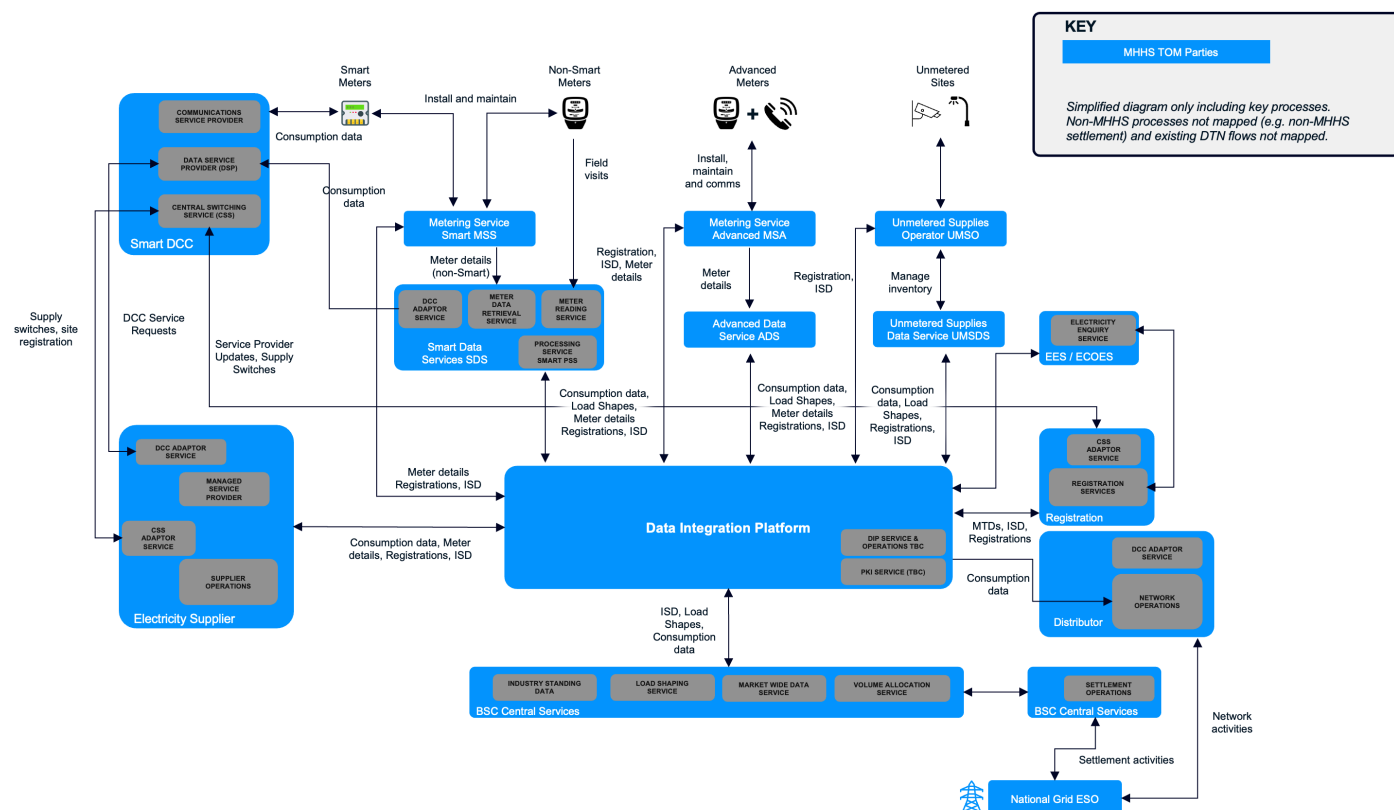 KEY
MHHS TOM Parties
Simplified diagram only including key processes.
Non-MHHS processes not mapped (e.g. non-MHHS
settlement) and existing DTN flows not mapped.
Smart
Meters
Non-Smart
Meters
Advanced
Meters
Unmetered
Sites
Install and maintain
COMMUNICATIONS
SERVICE PROVIDER
Consumption data
DATA SERVICE
PROVIDER (DSP)
CENTRAL SWITCHING
SERVICE (CSS)
Smart DCC
Consumption
data
Field
visits
Install,
maintain
and comms
Metering Service
Smart MSS
Metering Service
Advanced MSA
Unmetered Supplies
Operator UMSO
Meter details
(non-Smart)
Registration,
ISD, Meter
details
Meter
details
Registration,
ISD
Manage
inventory
DCC
ADAPTOR
SERVICE
METER
DATA
RETRIEVAL
SERVICE
METER
READING
SERVICE
PROCESSING
SERVICE
SMART PSS
Smart Data
Services SDS
Advanced Data
Service ADS
Unmetered Supplies
Data Service UMSDS
ELECTRICITY
ENQUIRY
SERVICE
EES / ECOES
Supply
switches, site
registration
DCC Service
Requests
Service Provider
Updates, Supply
Switches
Consumption data,
Load Shapes,
Meter details
Registrations, ISD
Consumption data,
Load Shapes,
Meter details
Registrations, ISD
Consumption
data, Load
Shapes,
Registrations,
ISD
DCC ADAPTOR
SERVICE
MANAGED
SERVICE
PROVIDER
CSS
ADAPTOR
SERVICE
SUPPLIER
OPERATIONS
Electricity Supplier
Meter details
Registrations, ISD
Consumption data, Meter
details, Registrations, ISD
Data Integration Platform
DIP SERVICE &
OPERATIONS TBC
PKI SERVICE (TBC)
CSS
ADAPTOR
SERVICE
REGISTRATION
SERVICES
Registration
MTDs, ISD,
Registrations
DCC ADAPTOR
SERVICE
NETWORK
OPERATIONS
Distributor
Consumption
data
ISD, Load
Shapes,
Consumption
data
INDUSTRY STANDING
DATA
LOAD SHAPING
SERVICE
MARKET WIDE DATA
SERVICE
VOLUME ALLOCATION
SERVICE
BSC Central Services
SETTLEMENT
OPERATIONS
BSC Central Services
Network
activities
Settlement activities
National Grid ESO